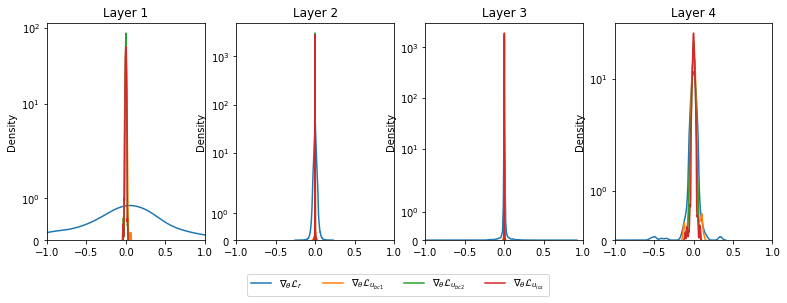 Layer 1 Layer 2 Layer 3 Layer 4
Density 10² 10¹ 10⁰ 0
Density 10³ 10² 10¹ 10⁰ 0
Density 10³ 10² 10¹ 10⁰ 0
Density 10¹ 10⁰ 0
−1.0 −0.5 0.0 0.5 1.0 −1.0 −0.5 0.0 0.5 1.0 −1.0 −0.5 0.0 0.5 1.0 −1.0 −0.5 0.0 0.5 1.0
∇θℒr ∇θℒu_bc1 ∇θℒu_bc2 ∇θℒu_ics